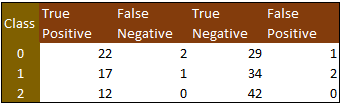 Class True Positive False Negative True Negative False Positive
0 22 2 29 1
1 17 1 34 2
2 12 0 42 0